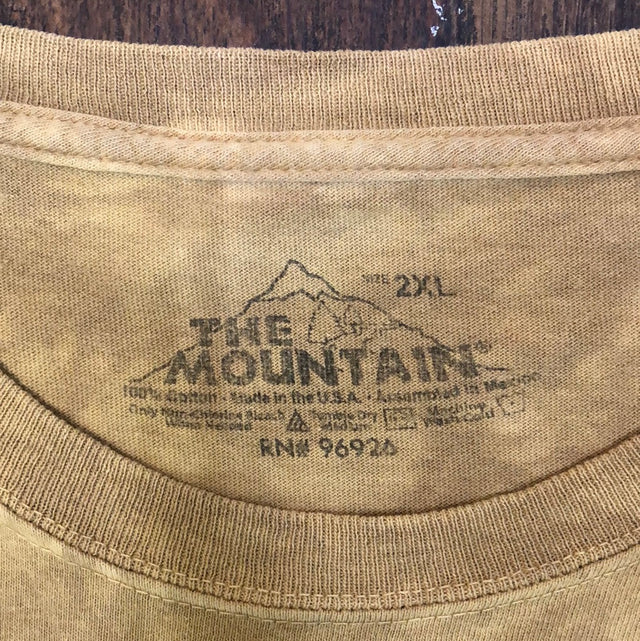 SIZE 2XL
THE
MOUNTAIN®
100% Cotton · Made in the U.S.A. · Assembled in Mexico
Only Non-Chlorine Bleach Tumble Dry Machine
When Needed Medium Wash Cold
RN# 96926